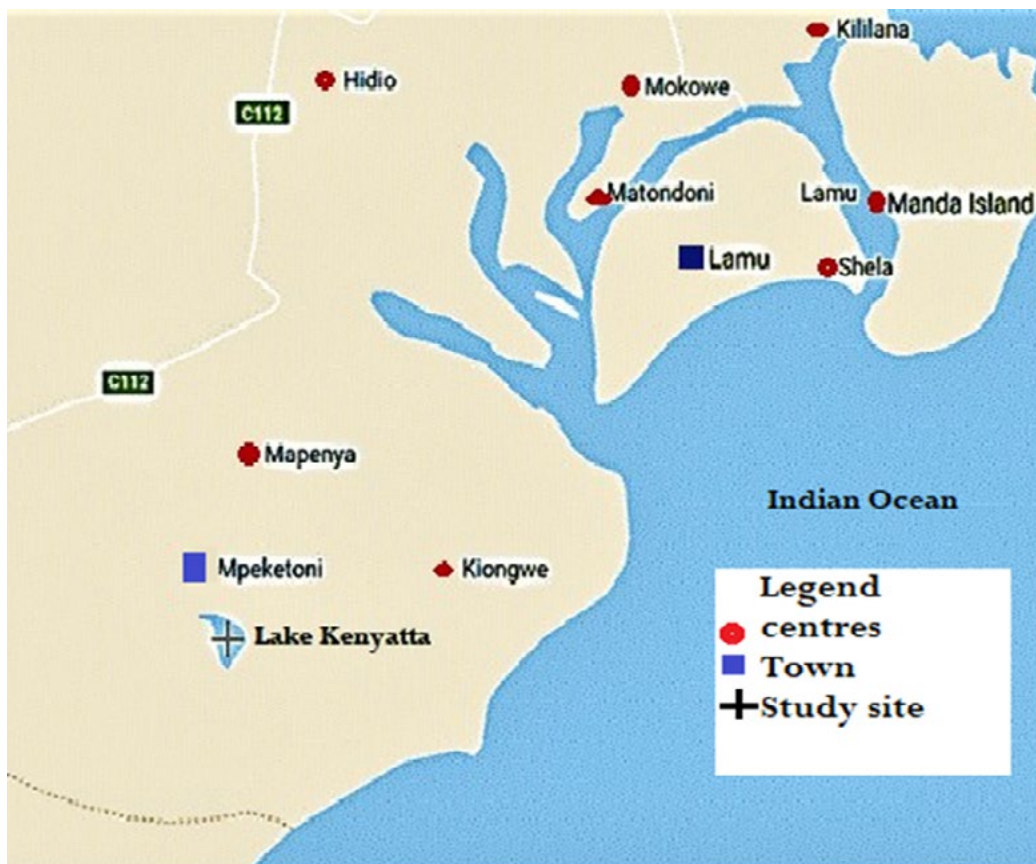 Kililana
Hidio
Mokowe
C112
Matondoni
Lamu
Manda Island
Lamu
Shela
C112
Mapenya
Indian Ocean
Mpeketoni
Kiongwe
Lake Kenyatta
Legend
centres
Town
Study site